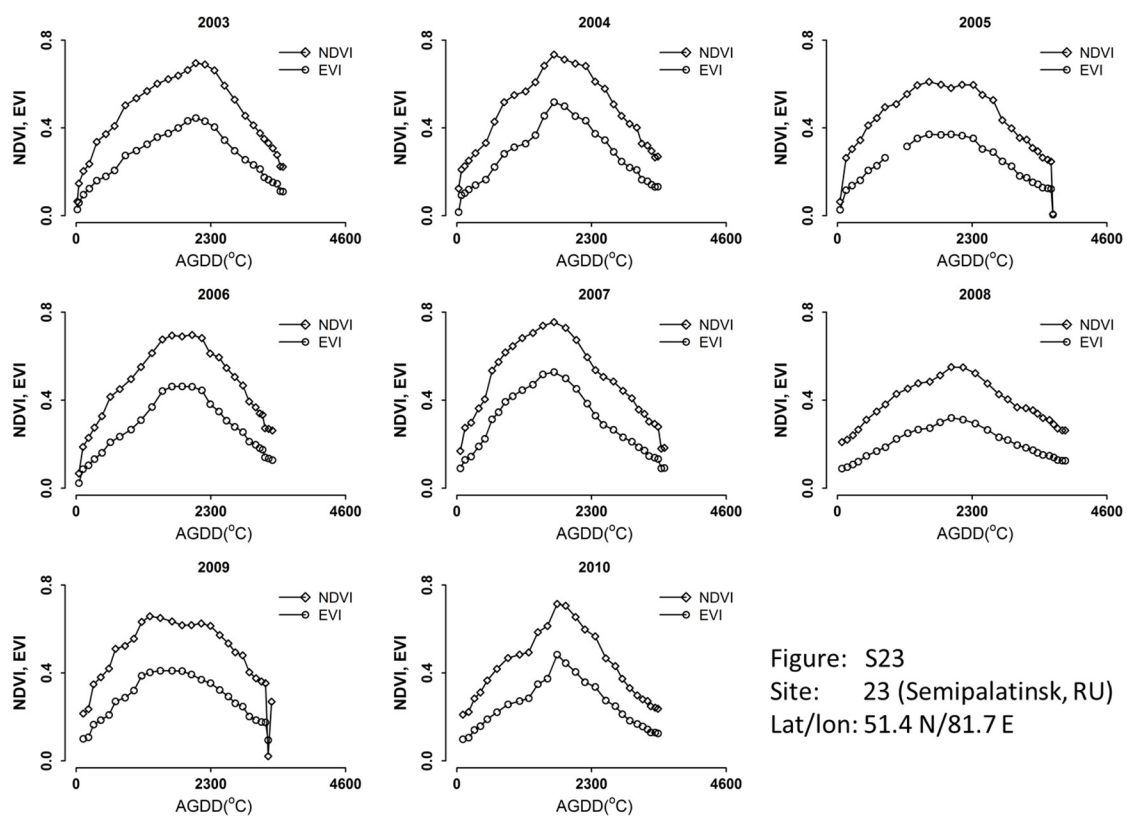 2003
0.8
NDVI
EVI
0.4
NDVI, EVI
0.0
0 2300 4600
AGDD(°C)
2004
0.8
NDVI
EVI
0.4
NDVI, EVI
0.0
0 2300 4600
AGDD(°C)
2005
0.8
NDVI
EVI
0.4
NDVI, EVI
0.0
0 2300 4600
AGDD(°C)
2006
0.8
NDVI
EVI
0.4
NDVI, EVI
0.0
0 2300 4600
AGDD(°C)
2007
0.8
NDVI
EVI
0.4
NDVI, EVI
0.0
0 2300 4600
AGDD(°C)
2008
0.8
NDVI
EVI
0.4
NDVI, EVI
0.0
0 2300 4600
AGDD(°C)
2009
0.8
NDVI
EVI
0.4
NDVI, EVI
0.0
0 2300 4600
AGDD(°C)
2010
0.8
NDVI
EVI
0.4
NDVI, EVI
0.0
0 2300 4600
AGDD(°C)
Figure: S23
Site: 23 (Semipalatinsk, RU)
Lat/lon: 51.4 N/81.7 E